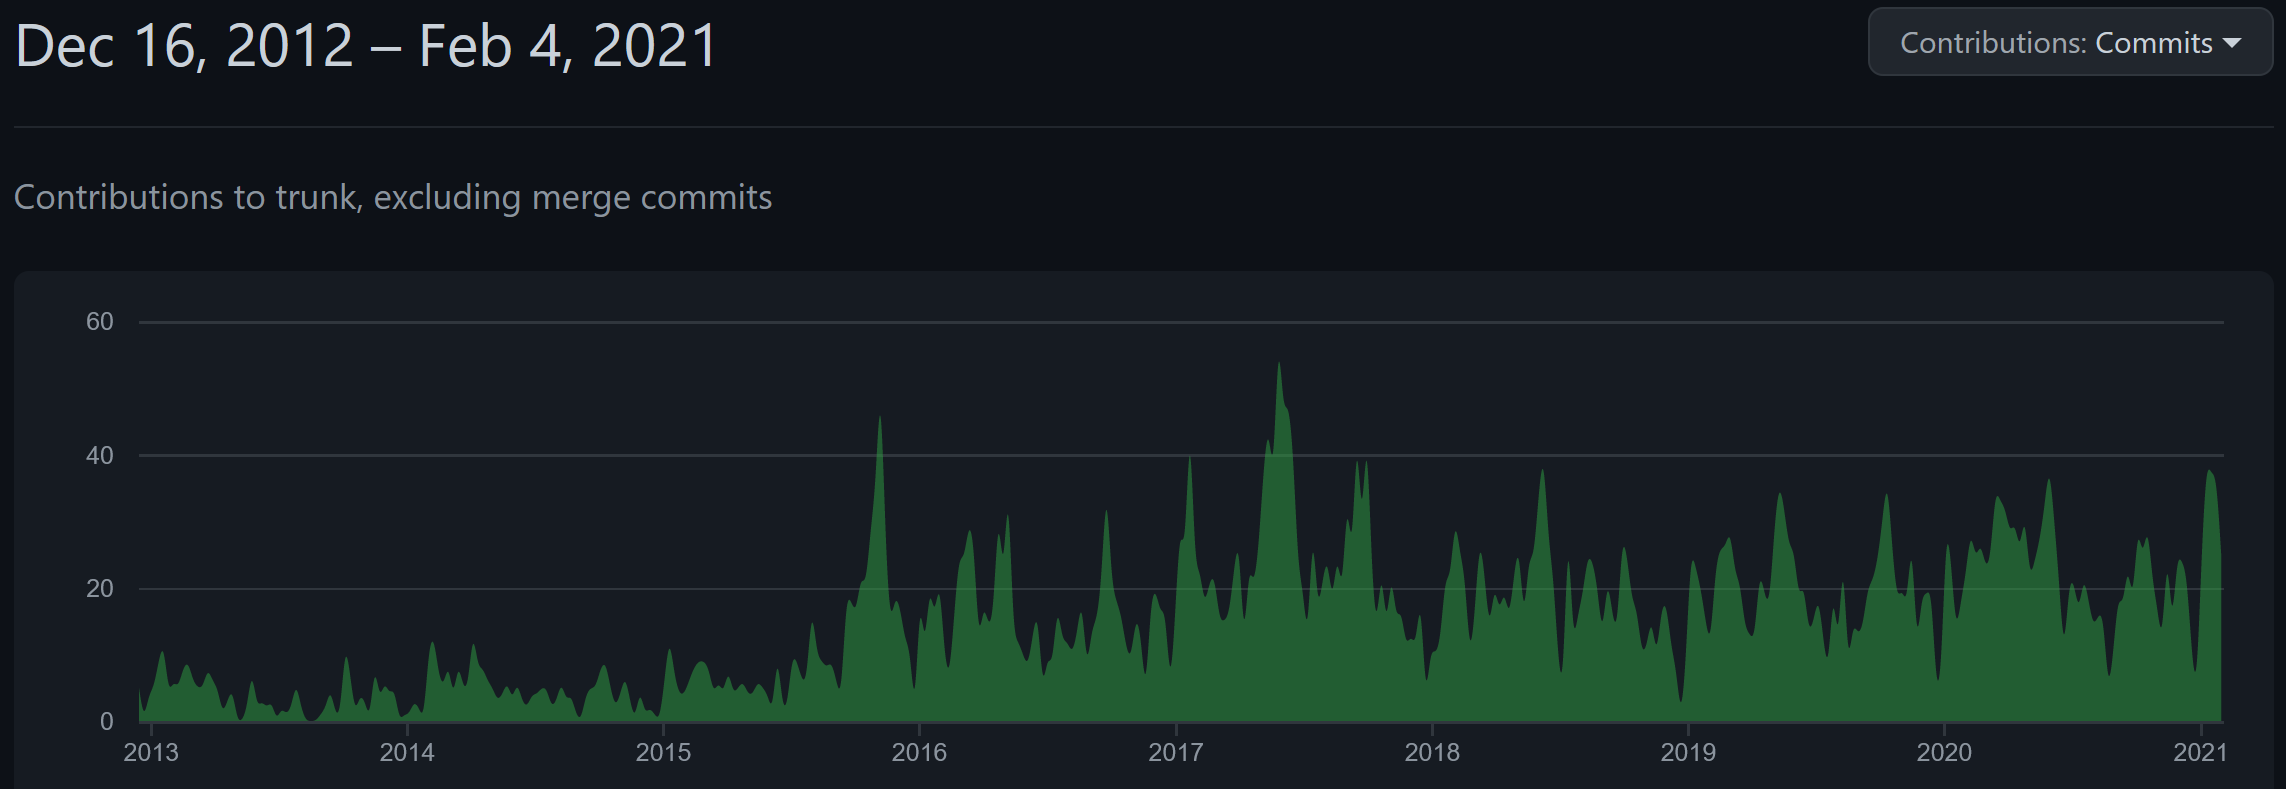 Dec 16, 2012 – Feb 4, 2021
Contributions: Commits
Contributions to trunk, excluding merge commits
60
40
20
0
2013 2014 2015 2016 2017 2018 2019 2020 2021